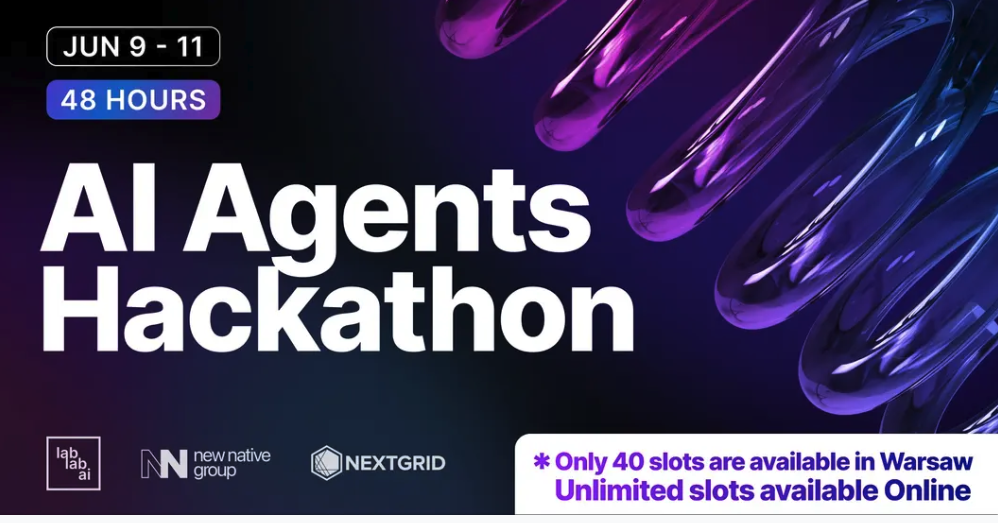 JUN 9 - 11
48 HOURS
AI Agents
Hackathon
lab
lab
ai
NN new native
group
NEXTGRID
* Only 40 slots are available in Warsaw
Unlimited slots available Online